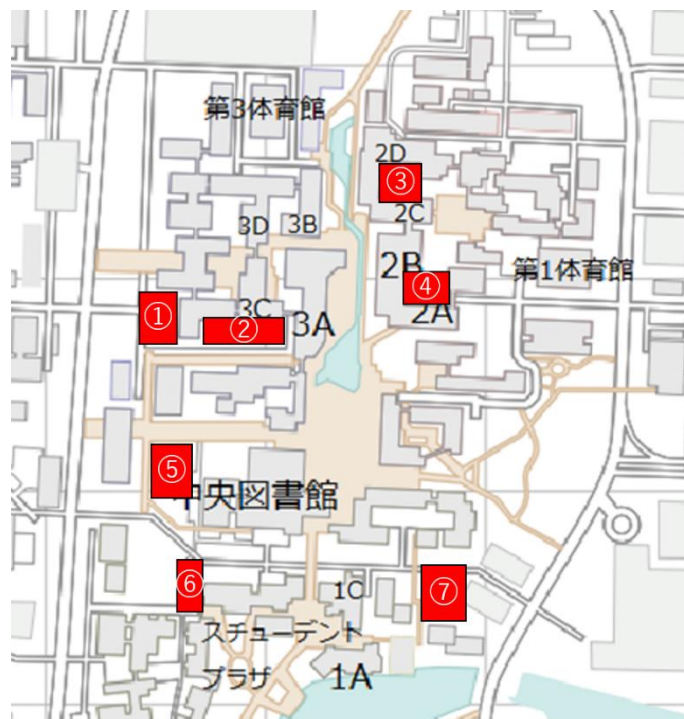 第3体育館
2D
③
2C
3D
3B
2B
第1体育館
④
①
3C
②
3A
2A
⑤
中央図書館
⑥
1C
⑦
スチューデント
プラザ
1A